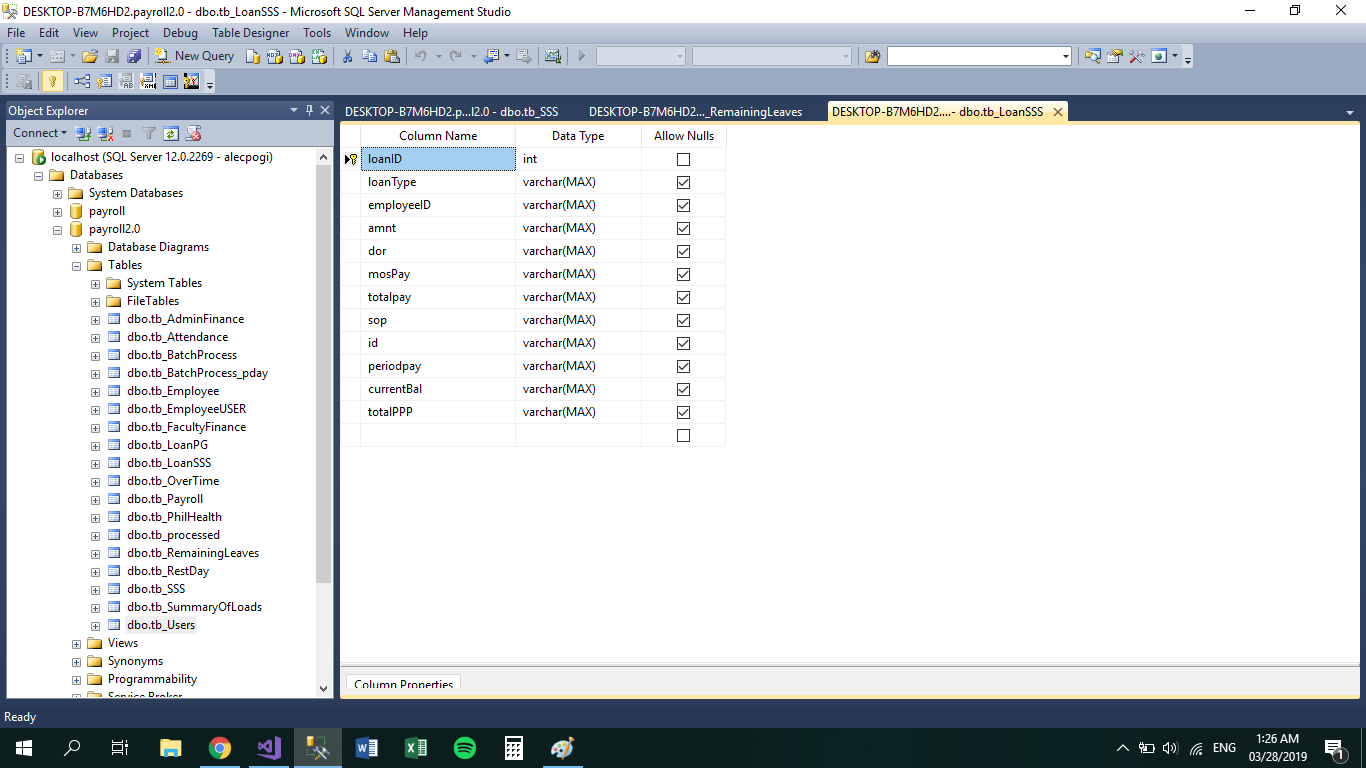 DESKTOP-B7M6HD2.payroll2.0 - dbo.tb_LoanSSS - Microsoft SQL Server Management Studio
File Edit View Project Debug Table Designer Tools Window Help
New Query
Object Explorer
Connect
localhost (SQL Server 12.0.2269 - alecpogi)
Databases
System Databases
payroll
payroll2.0
Database Diagrams
Tables
System Tables
FileTables
dbo.tb_AdminFinance
dbo.tb_Attendance
dbo.tb_BatchProcess
dbo.tb_BatchProcess_pday
dbo.tb_Employee
dbo.tb_EmployeeUSER
dbo.tb_FacultyFinance
dbo.tb_LoanPG
dbo.tb_LoanSSS
dbo.tb_OverTime
dbo.tb_Payroll
dbo.tb_PhilHealth
dbo.tb_processed
dbo.tb_RemainingLeaves
dbo.tb_RestDay
dbo.tb_SSS
dbo.tb_SummaryOfLoads
dbo.tb_Users
Views
Synonyms
Programmability
Service Broker
DESKTOP-B7M6HD2.p...l2.0 - dbo.tb_SSS DESKTOP-B7M6HD2..._RemainingLeaves DESKTOP-B7M6HD2....- dbo.tb_LoanSSS
Column Name Data Type Allow Nulls
loanID int
loanType varchar(MAX)
employeeID varchar(MAX)
amnt varchar(MAX)
dor varchar(MAX)
mosPay varchar(MAX)
totalpay varchar(MAX)
sop varchar(MAX)
id varchar(MAX)
periodpay varchar(MAX)
currentBal varchar(MAX)
totalPPP varchar(MAX)
Column Properties
Ready
ENG
1:26 AM
03/28/2019
1